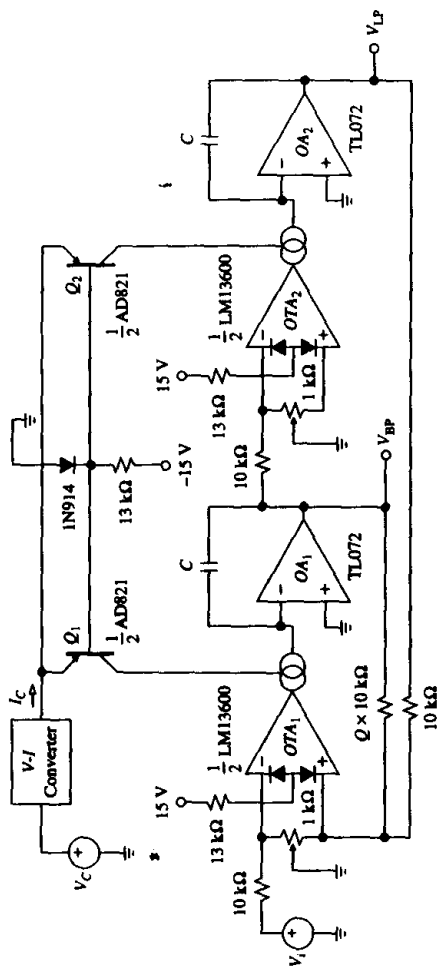 V_C
V-I
Converter
I_C
Q_1
1/2 AD821
1N914
13 kΩ
-15 V
Q_2
1/2 AD821
15 V
13 kΩ
1/2 LM13600
OTA_1
1 kΩ
10 kΩ
V_i
C
OA_1
TL072
10 kΩ
15 V
13 kΩ
1/2 LM13600
OTA_2
1 kΩ
C
OA_2
TL072
V_LP
V_BP
Q × 10 kΩ
10 kΩ